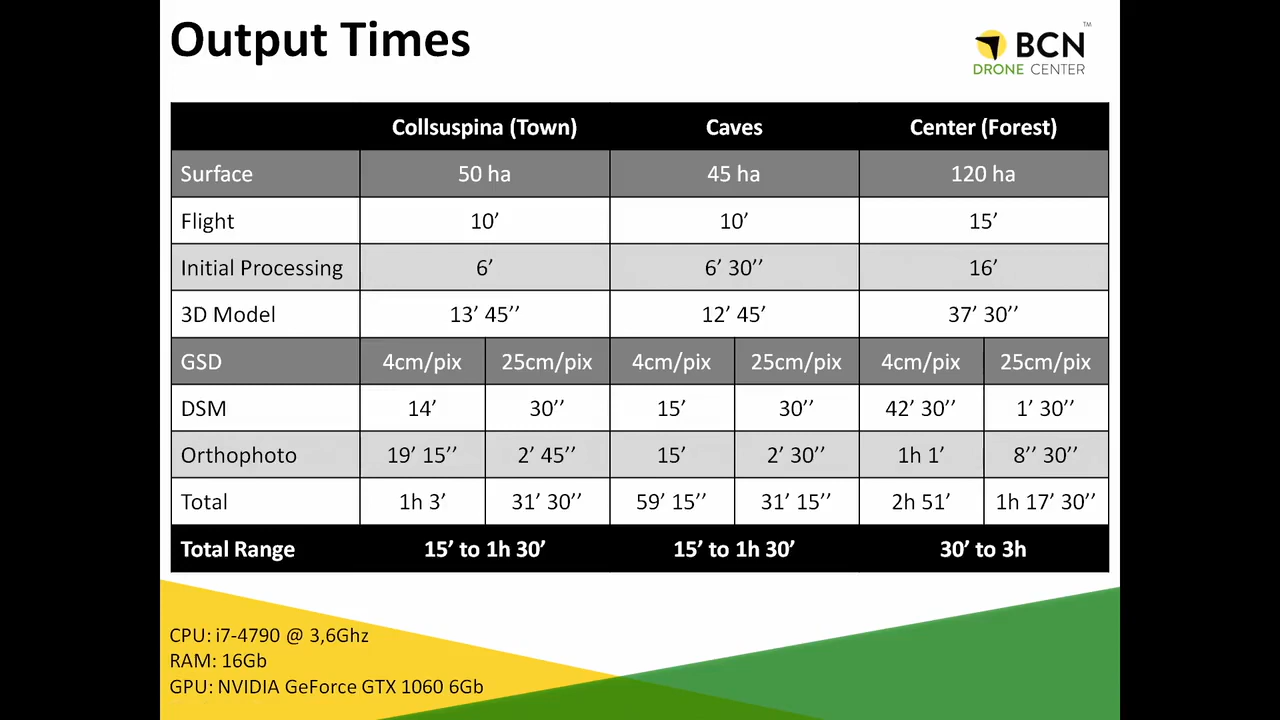 Output Times
™
BCN
DRONE CENTER
Collsuspina (Town) Caves Center (Forest)
Surface 50 ha 45 ha 120 ha
Flight 10’ 10’ 15’
Initial Processing 6’ 6’ 30’’ 16’
3D Model 13’ 45’’ 12’ 45’ 37’ 30’’
GSD 4cm/pix 25cm/pix 4cm/pix 25cm/pix 4cm/pix 25cm/pix
DSM 14’ 30’’ 15’ 30’’ 42’ 30’’ 1’ 30’’
Orthophoto 19’ 15’’ 2’ 45’’ 15’ 2’ 30’’ 1h 1’ 8’’ 30’’
Total 1h 3’ 31’ 30’’ 59’ 15’’ 31’ 15’’ 2h 51’ 1h 17’ 30’’
Total Range 15’ to 1h 30’ 15’ to 1h 30’ 30’ to 3h
CPU: i7-4790 @ 3,6Ghz
RAM: 16Gb
GPU: NVIDIA GeForce GTX 1060 6Gb